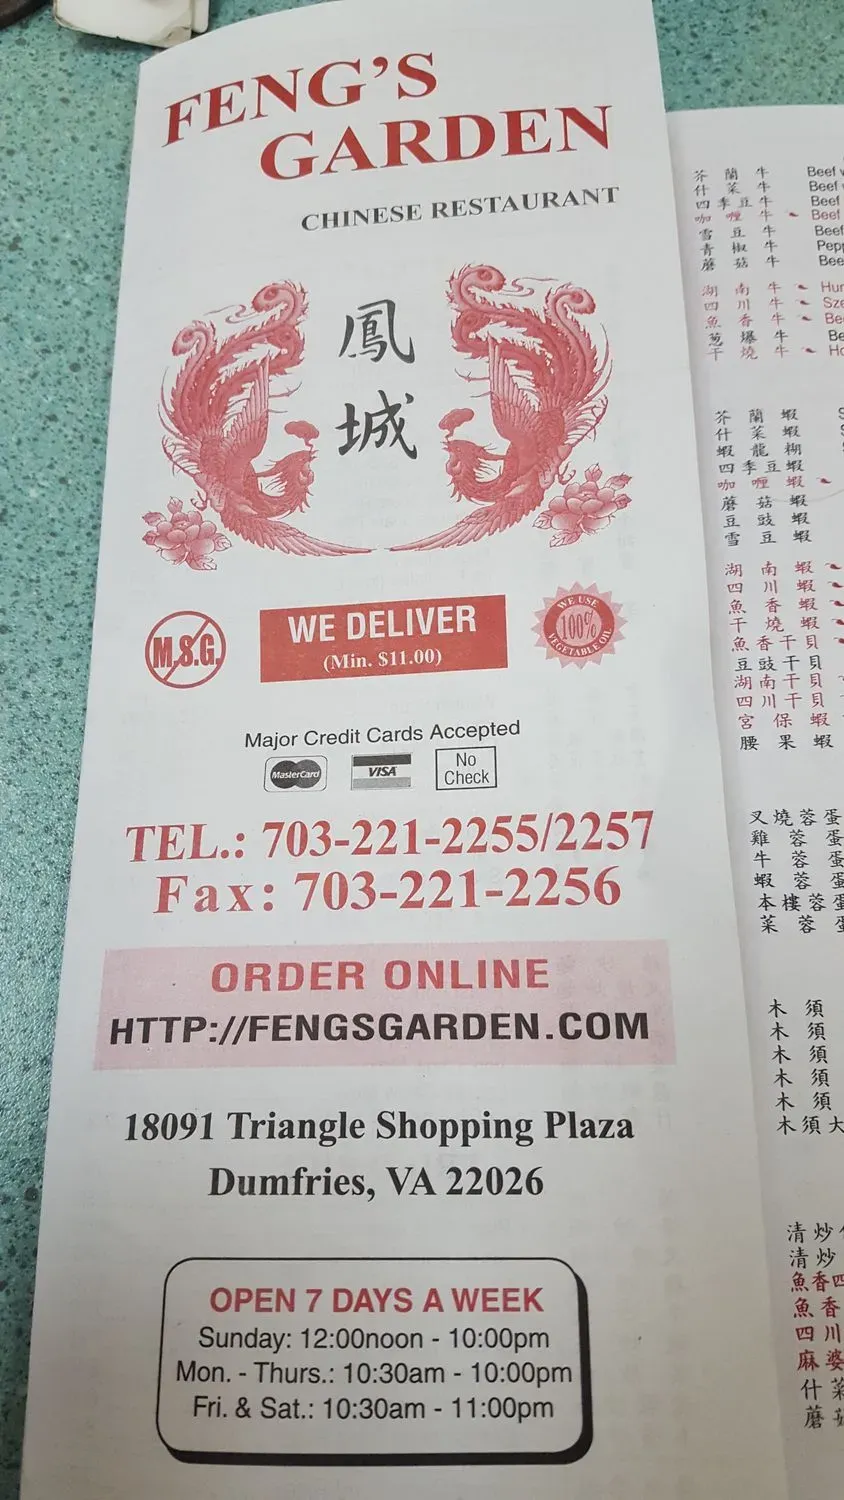 FENG'S
GARDEN
CHINESE RESTAURANT
鳳
城
M.S.G.
WE DELIVER
(Min. $11.00)
WE USE
100%
VEGETABLE OIL
Major Credit Cards Accepted
MasterCard
VISA
No
Check
TEL.: 703-221-2255/2257
Fax: 703-221-2256
ORDER ONLINE
HTTP://FENGSGARDEN.COM
18091 Triangle Shopping Plaza
Dumfries, VA 22026
OPEN 7 DAYS A WEEK
Sunday: 12:00noon - 10:00pm
Mon. - Thurs.: 10:30am - 10:00pm
Fri. & Sat.: 10:30am - 11:00pm
芥蘭牛 Beef
什菜牛 Beef
四季豆牛 Beef
咖喱牛 Beef
雪豆牛 Beef
青椒牛
蘑菇牛
湖南牛
四川牛
魚香牛
蔥爆牛
干燒牛
芥蘭蝦
什菜蝦
蝦龍糊
四季豆蝦
咖喱蝦
蘑菇蝦
豆豉蝦
雪豆蝦
湖南蝦
四川蝦
魚香蝦
干燒蝦
魚香干貝
豆豉干貝
湖南干貝
四川干貝
宮保蝦
腰果蝦
叉燒蓉蛋
雞蓉蛋
牛蓉蛋
蝦蓉蛋
本樓蓉蛋
菜蓉蛋
木須
木須
木須
木須
木須
木須大
清炒
清炒
魚香四
魚香
四川
麻婆
什菜
蘑菇